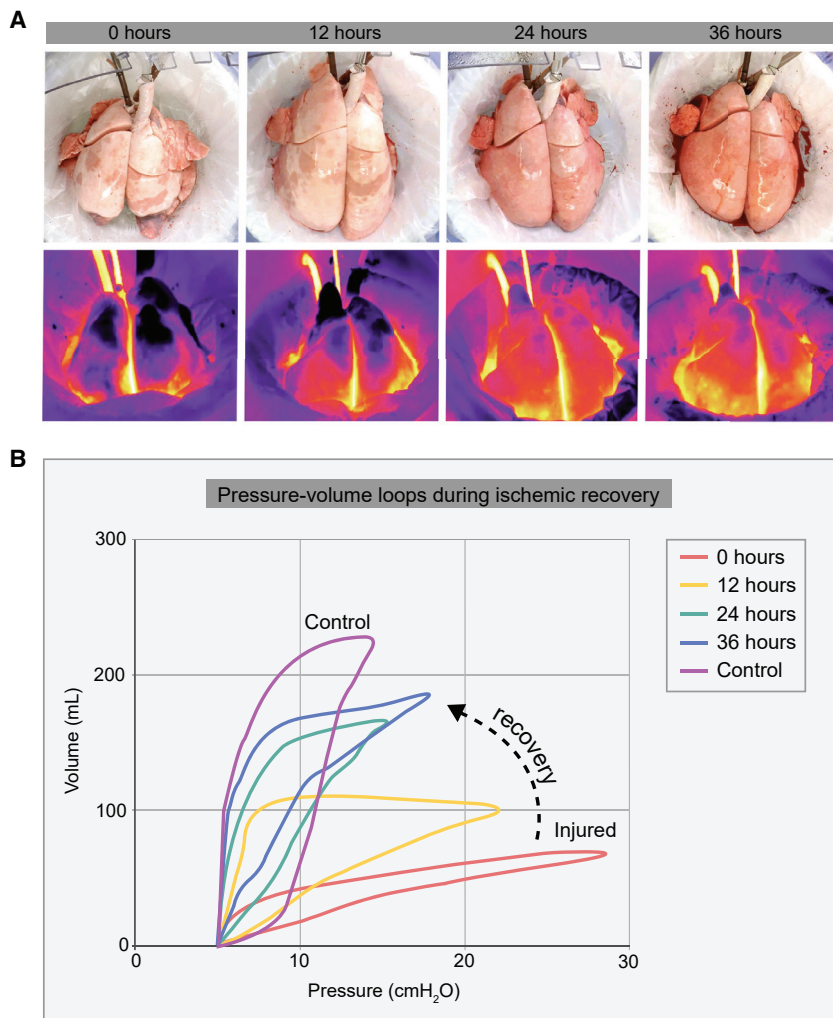 A
0 hours
12 hours
24 hours
36 hours
B
Pressure-volume loops during ischemic recovery
300
200
100
0
0
10
20
30
Volume (mL)
Pressure (cmH₂O)
Control
recovery
Injured
0 hours
12 hours
24 hours
36 hours
Control